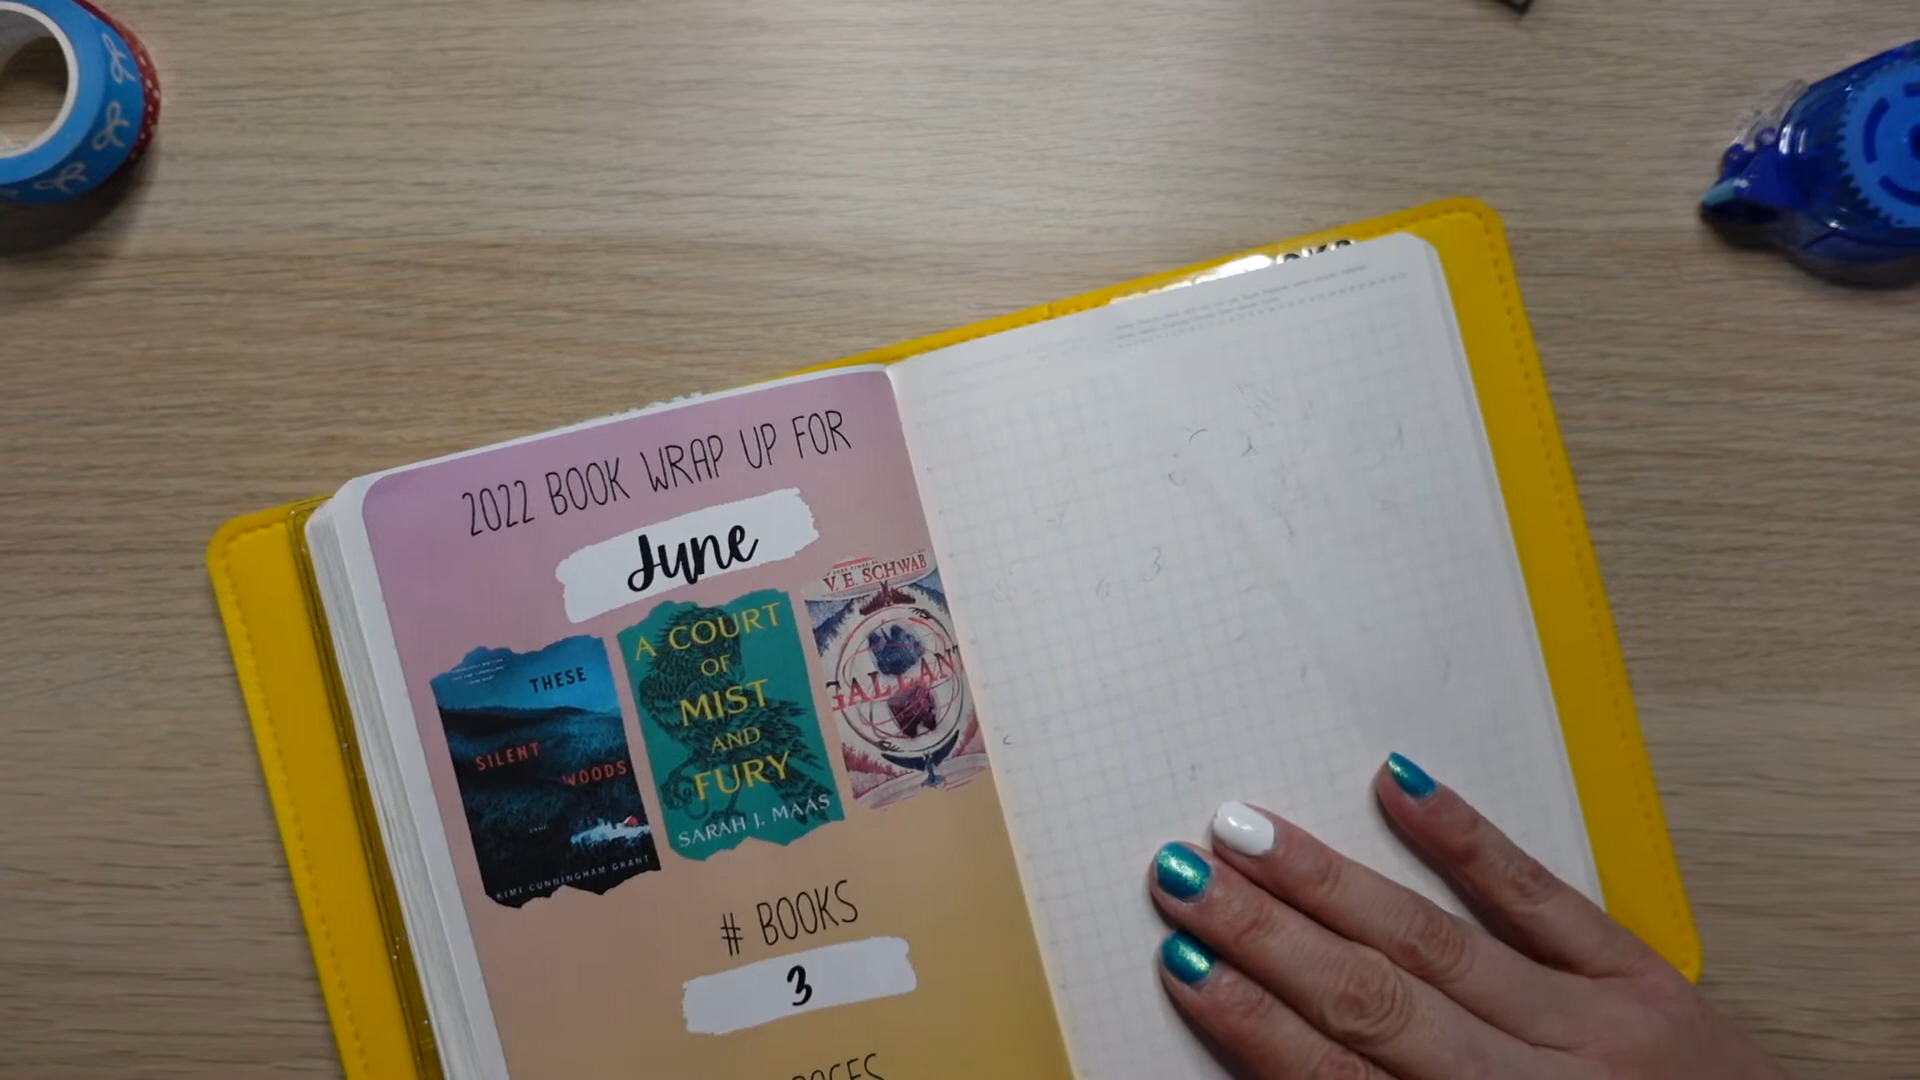 2022 BOOK WRAP UP FOR
June
THESE
SILENT
WOODS
KIMI CUNNINGHAM GRANT
A COURT
OF
MIST
AND
FURY
SARAH J. MAAS
V. E. SCHWAB
GALLANT
# BOOKS
3
PAGES